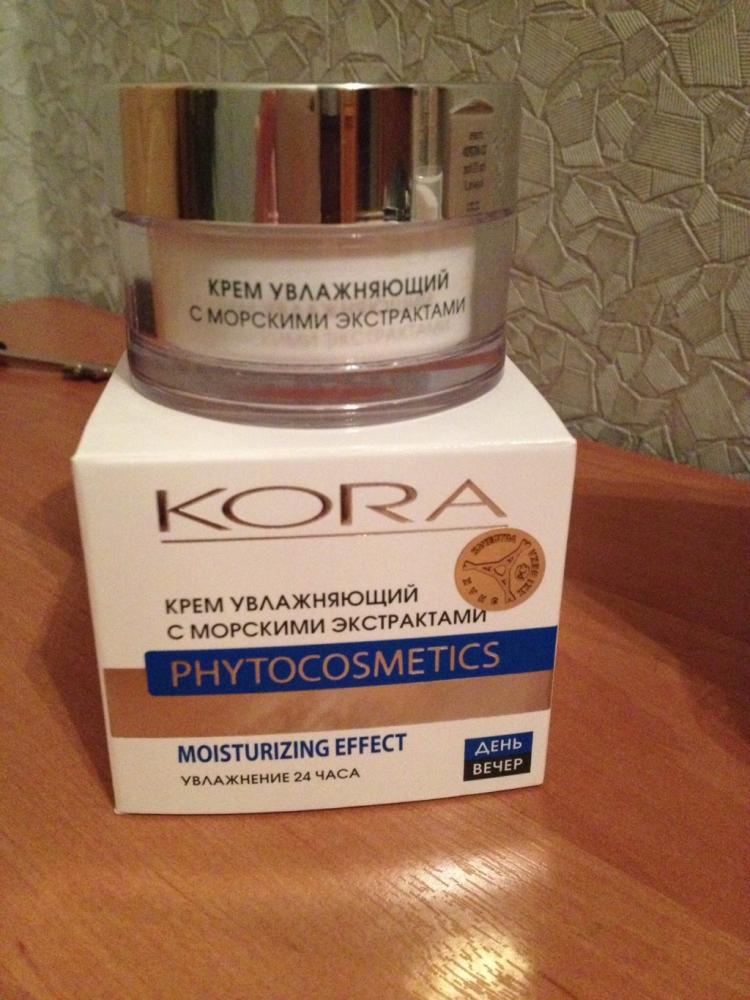 КРЕМ УВЛАЖНЯЮЩИЙ
С МОРСКИМИ ЭКСТРАКТАМИ
KORA
КРЕМ УВЛАЖНЯЮЩИЙ
С МОРСКИМИ ЭКСТРАКТАМИ
PHYTOCOSMETICS
MOISTURIZING EFFECT
УВЛАЖНЕНИЕ 24 ЧАСА
ДЕНЬ
ВЕЧЕР